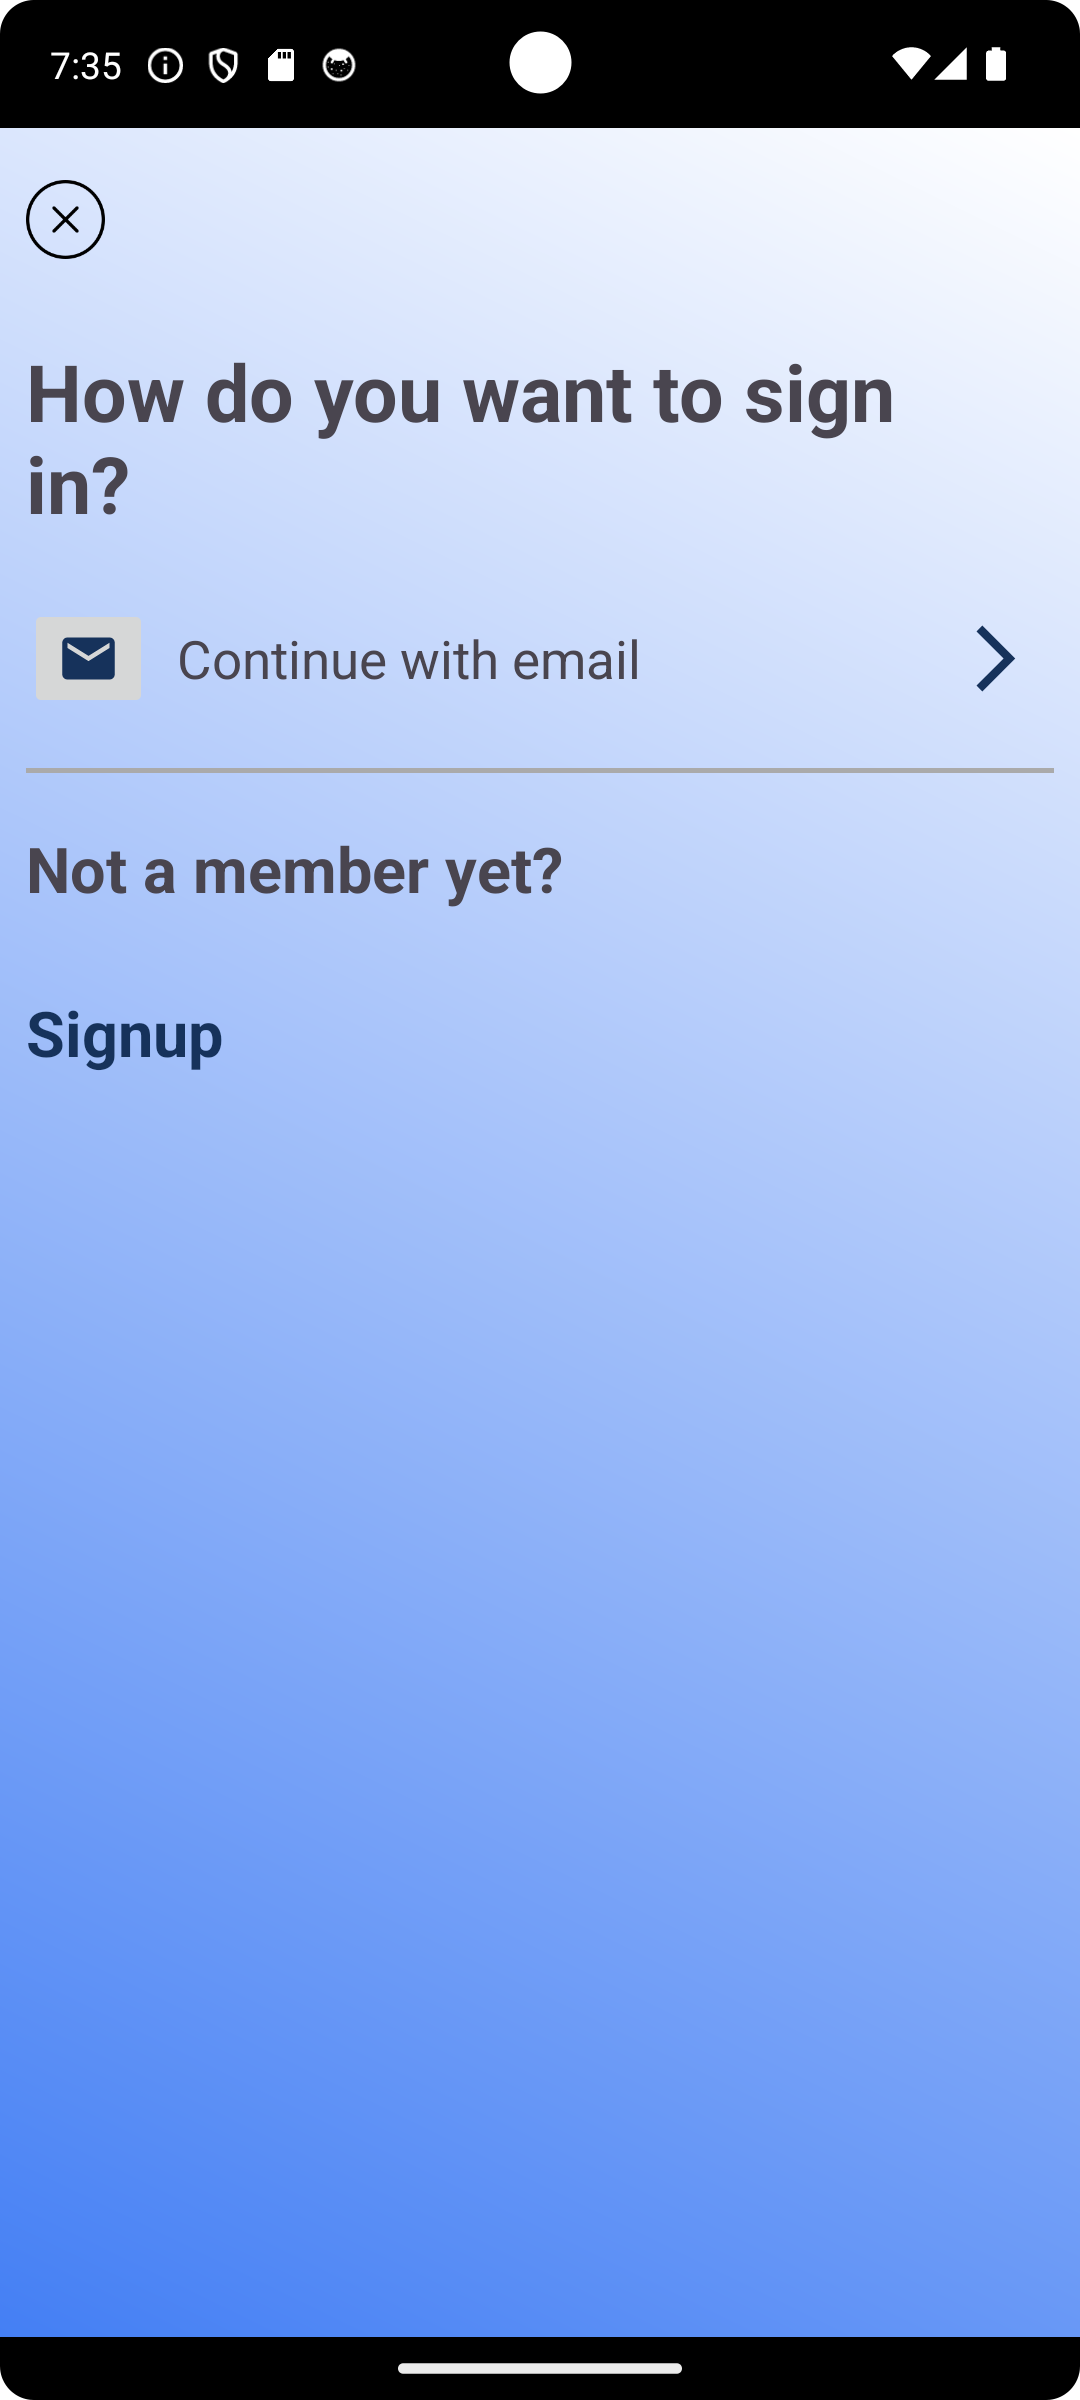 7:35
How do you want to sign
in?
Continue with email
Not a member yet?
Signup